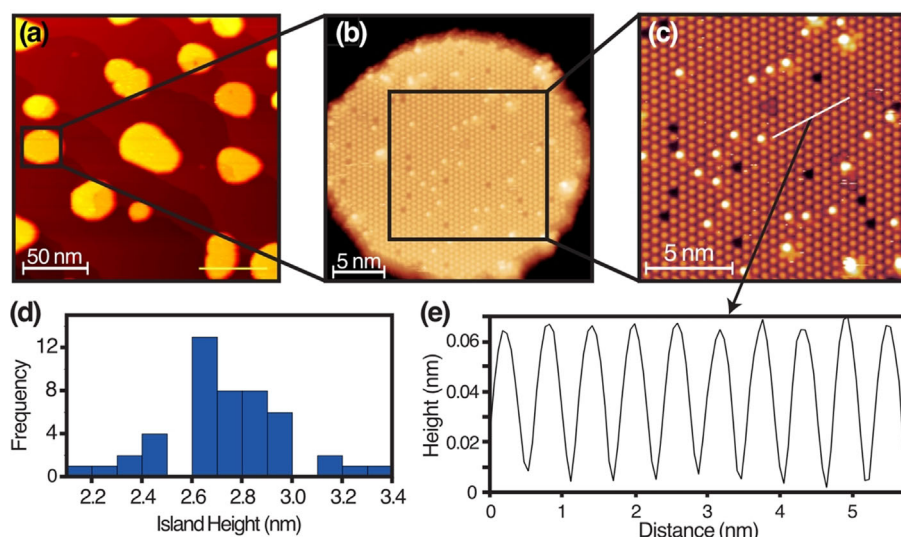 (a)
(b)
(c)
50 nm
5 nm
5 nm
(d)
Frequency
12
8
4
0
2.2 2.4 2.6 2.8 3.0 3.2 3.4
Island Height (nm)
(e)
Height (nm)
0.06
0.04
0.02
0
0 1 2 3 4 5
Distance (nm)